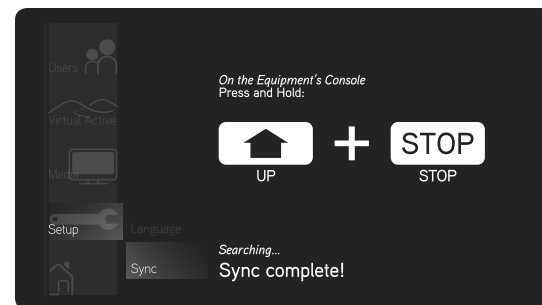 Users
Virtual Active
Media
Setup
Language
Sync
On the Equipment's Console
Press and Hold:
STOP
UP
STOP
Searching...
Sync complete!